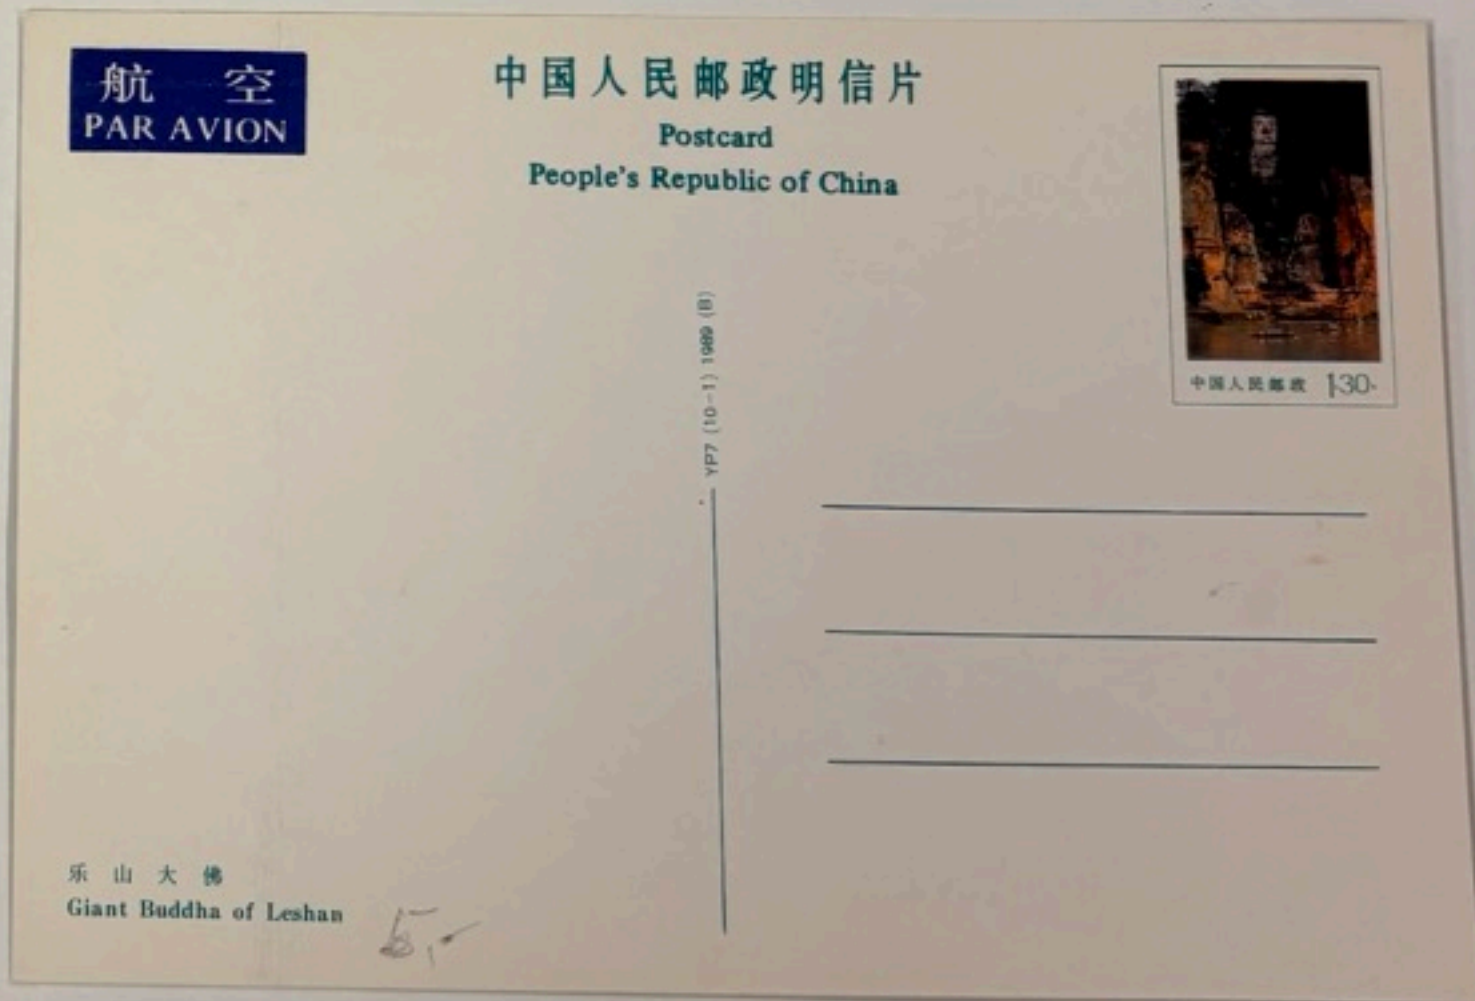 航 空
PAR AVION
中国人民邮政明信片
Postcard
People's Republic of China
中国人民邮政 1.30
YP7 (10-1) 1989 (B)
乐山大佛
Giant Buddha of Leshan
5,-